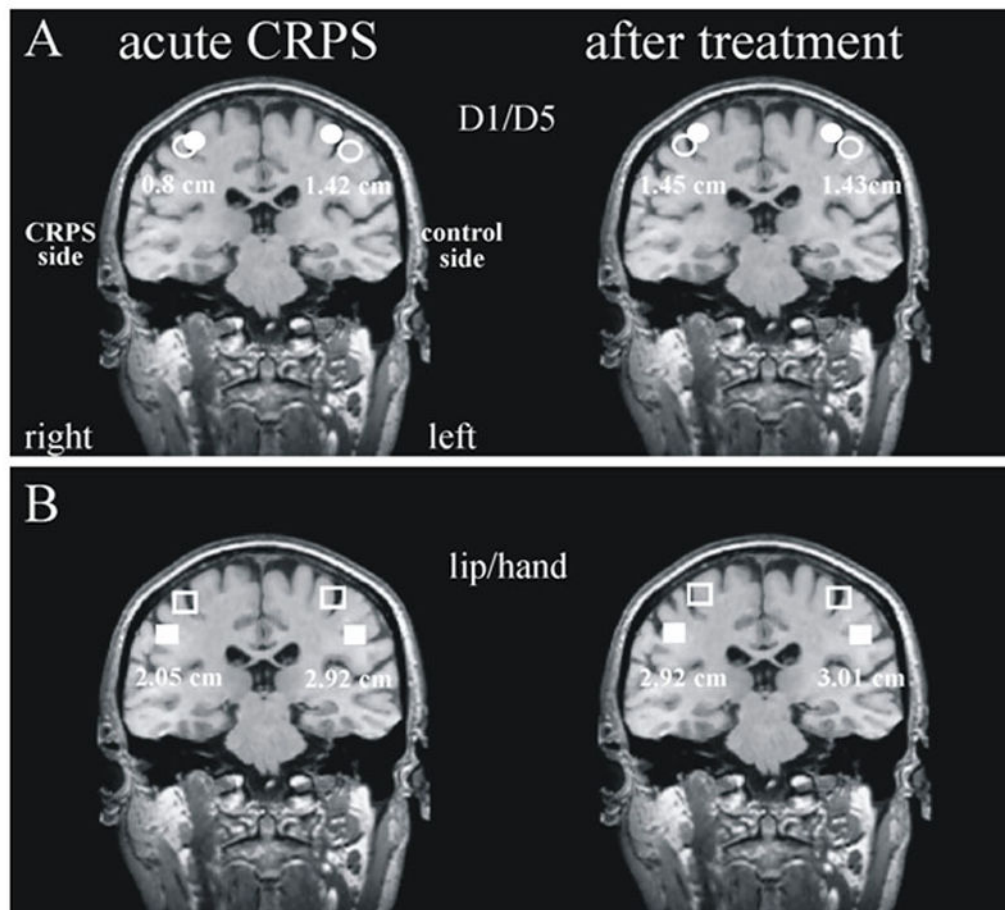 A
acute CRPS
after treatment
D1/D5
0.8 cm
1.42 cm
1.45 cm
1.43cm
CRPS
side
control
side
right
left
B
lip/hand
2.05 cm
2.92 cm
2.92 cm
3.01 cm